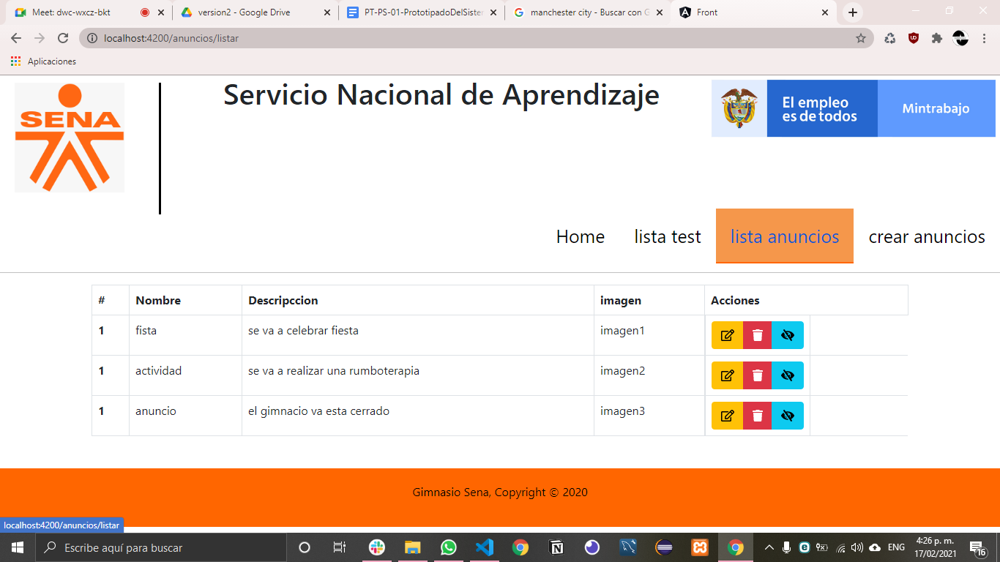 Meet: dwc-wxcz-bkt
version2 - Google Drive
PT-PS-01-PrototipadoDelSister
manchester city - Buscar con G
Front
localhost:4200/anuncios/listar
Aplicaciones
SENA
Servicio Nacional de Aprendizaje
El empleo
es de todos
Mintrabajo
Home
lista test
lista anuncios
crear anuncios
# Nombre Descripccion imagen Acciones
1 fista se va a celebrar fiesta imagen1
1 actividad se va a realizar una rumboterapia imagen2
1 anuncio el gimnacio va esta cerrado imagen3
Gimnasio Sena, Copyright © 2020
localhost:4200/anuncios/listar
Escribe aquí para buscar
ENG
4:26 p. m.
17/02/2021
16